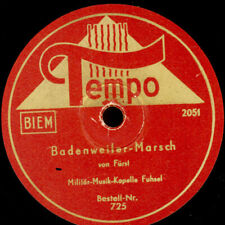 Tempo
BIEM
2051
Badenweiler-Marsch
von Fürst
Militär-Musik-Kapelle Fuhsel
Bestell-Nr.
725